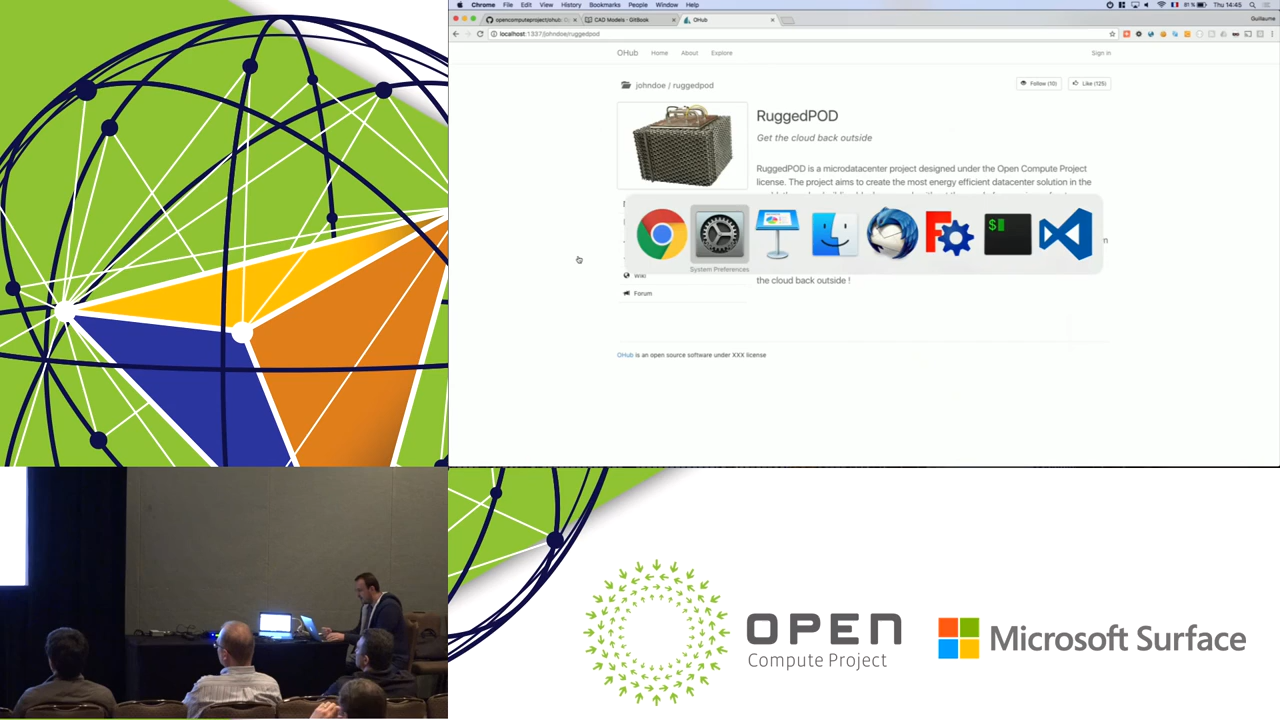 Chrome File Edit View History Bookmarks People Window Help
81 % Thu 14:45
opencomputeproject/ohub: O
CAD Models · GitBook
OHub
Guillaume
localhost:1337/johndoe/ruggedpod
OHub Home About Explore Sign in
johndoe / ruggedpod
Follow (10)
Like (125)
RuggedPOD
Get the cloud back outside
RuggedPOD is a microdatacenter project designed under the Open Compute Project
license. The project aims to create the most energy efficient datacenter solution in the
System Preferences
Wiki
the cloud back outside !
Forum
OHub is an open source software under XXX license
OPEN
Compute Project
Microsoft Surface